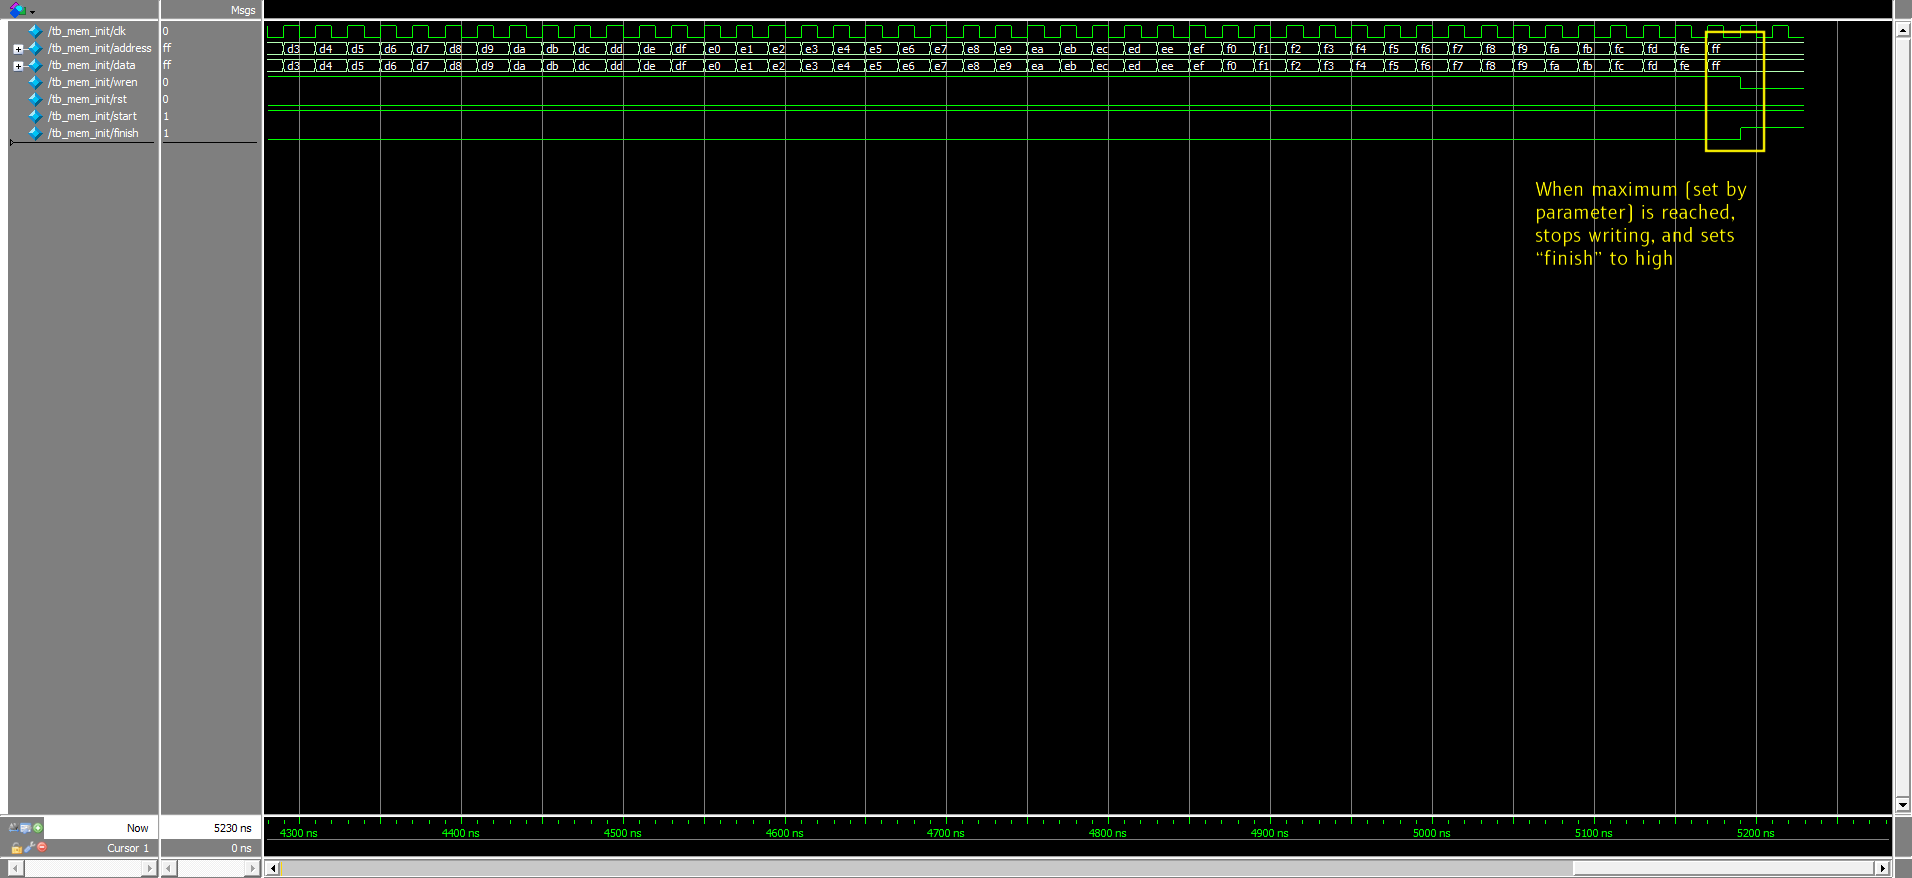 Msgs
/tb_mem_init/clk 0
/tb_mem_init/address ff d3 d4 d5 d6 d7 d8 d9 da db dc dd de df e0 e1 e2 e3 e4 e5 e6 e7 e8 e9 ea eb ec ed ee ef f0 f1 f2 f3 f4 f5 f6 f7 f8 f9 fa fb fc fd fe ff
/tb_mem_init/data ff d3 d4 d5 d6 d7 d8 d9 da db dc dd de df e0 e1 e2 e3 e4 e5 e6 e7 e8 e9 ea eb ec ed ee ef f0 f1 f2 f3 f4 f5 f6 f7 f8 f9 fa fb fc fd fe ff
/tb_mem_init/wren 0
/tb_mem_init/rst 0
/tb_mem_init/start 1
/tb_mem_init/finish 1
When maximum (set by
parameter) is reached,
stops writing, and sets
“finish” to high
Now 5230 ns 4300 ns 4400 ns 4500 ns 4600 ns 4700 ns 4800 ns 4900 ns 5000 ns 5100 ns 5200 ns
Cursor 1 0 ns